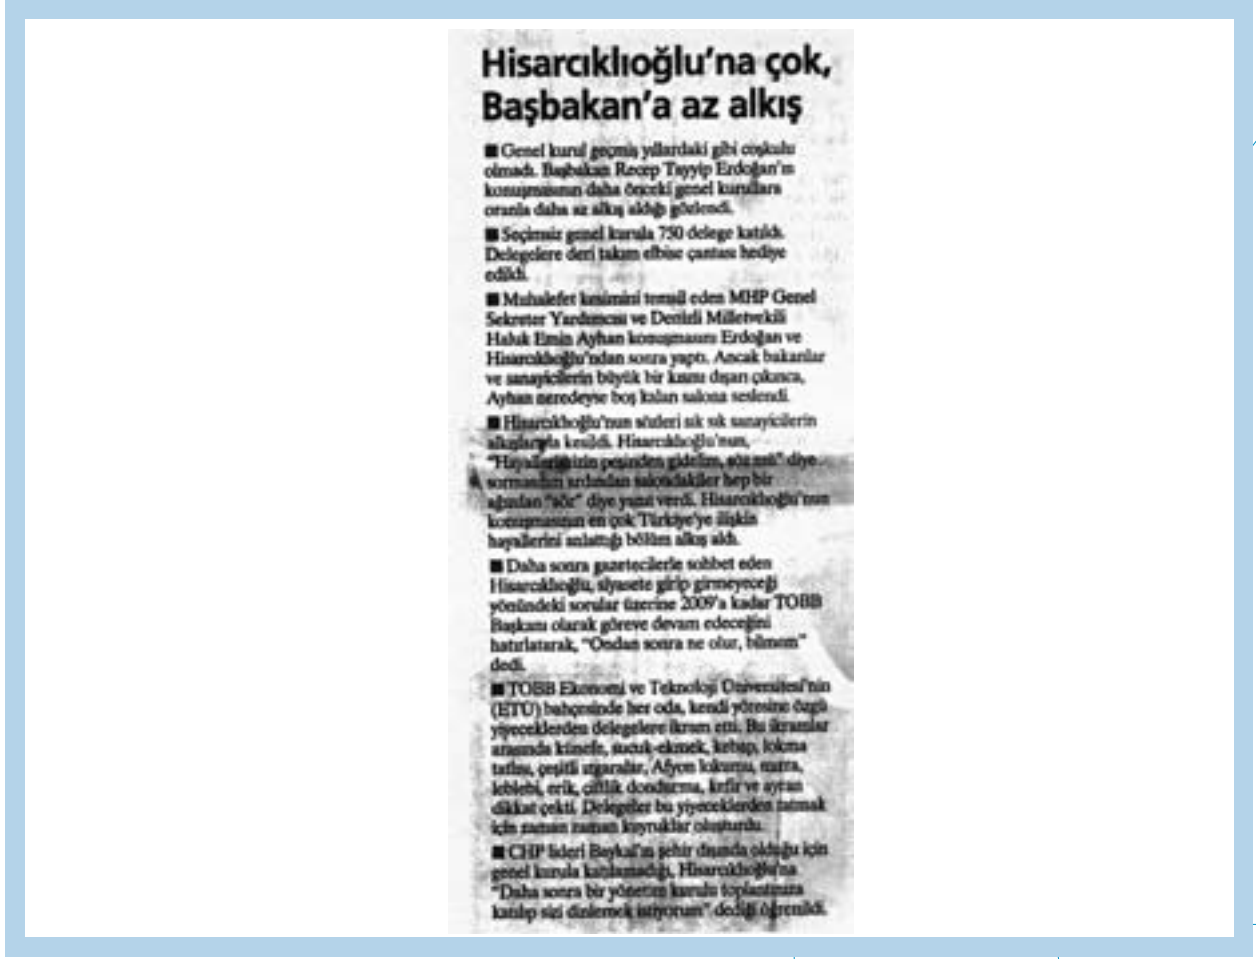 Hisarcıklıoğlu'na çok,
Başbakan'a az alkış
■ Genel kurul geçmiş yıllardaki gibi coşkulu
olmadı. Başbakan Recep Tayyip Erdoğan'ın
konuşmasının daha önceki genel kurullara
oranla daha az alkış aldığı gözlendi.
■ Seçimsiz genel kurula 750 delege katıldı.
Delegelere deri takım elbise çantası hediye
edildi.
■ Muhalefet kesimini temsil eden MHP Genel
Sekreter Yardımcısı ve Denizli Milletvekili
Haluk Emin Ayhan konuşmasını Erdoğan ve
Hisarcıklıoğlu'ndan sonra yaptı. Ancak bakanlar
ve sanayicilerin büyük bir kısmı dışarı çıkınca,
Ayhan neredeyse boş kalan salona seslendi.
■ Hisarcıklıoğlu'nun sözleri sık sık sanayicilerin
alkışlarıyla kesildi. Hisarcıklıoğlu'nun,
"Hayallerimizin peşinden gidelim, söz mü" diye
sormasının ardından salondakiler hep bir
ağızdan "söz" diye yanıt verdi. Hisarcıklıoğlu'nun
konuşmasının en çok Türkiye'ye ilişkin
hayallerini anlattığı bölüm alkış aldı.
■ Daha sonra gazetecilerle sohbet eden
Hisarcıklıoğlu, siyasete girip girmeyeceği
yönündeki sorular üzerine 2009'a kadar TOBB
Başkanı olarak göreve devam edeceğini
hatırlatarak, "Ondan sonra ne olur, bilmem"
dedi.
■ TOBB Ekonomi ve Teknoloji Üniversitesi'nin
(ETÜ) bahçesinde her oda, kendi yöresine özgü
yiyeceklerden delegelere ikram etti. Bu ikramlar
arasında künefe, sucuk-ekmek, kebap, lokma
tatlısı, çeşitli ızgaralar, Afyon lokumu, mırra,
leblebi, erik, çiftlik dondurma, kefir ve ayran
dikkat çekti. Delegeler bu yiyeceklerden tatmak
için zaman zaman kuyruklar oluşturdu.
■ CHP lideri Baykal'ın şehir dışında olduğu için
genel kurula katılamadığı, Hisarcıklıoğlu'na
"Daha sonra bir yönetim kurulu toplantınıza
katılıp sizi dinlemek istiyorum" dediği öğrenildi.